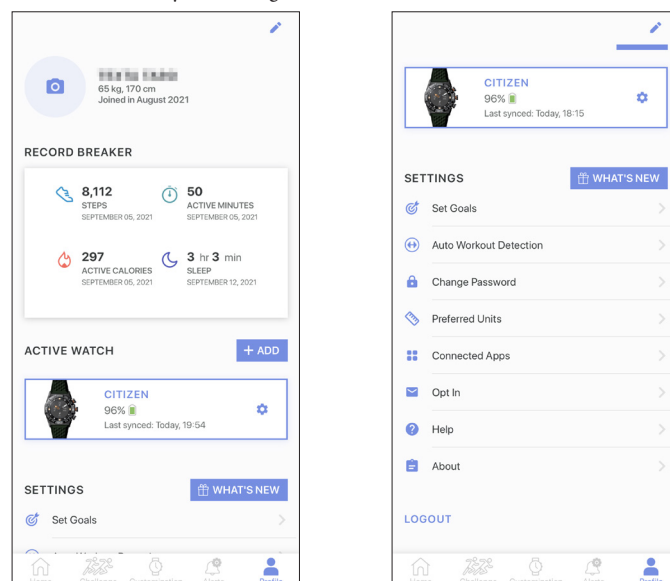 65 kg, 170 cm
Joined in August 2021
RECORD BREAKER
8,112
STEPS
SEPTEMBER 05, 2021
50
ACTIVE MINUTES
SEPTEMBER 05, 2021
297
ACTIVE CALORIES
SEPTEMBER 05, 2021
3 hr 3 min
SLEEP
SEPTEMBER 12, 2021
ACTIVE WATCH
+ ADD
CITIZEN
96%
Last synced: Today, 19:54
SETTINGS
WHAT'S NEW
Set Goals
CITIZEN
96%
Last synced: Today, 18:15
SETTINGS
WHAT'S NEW
Set Goals
Auto Workout Detection
Change Password
Preferred Units
Connected Apps
Opt In
Help
About
LOGOUT